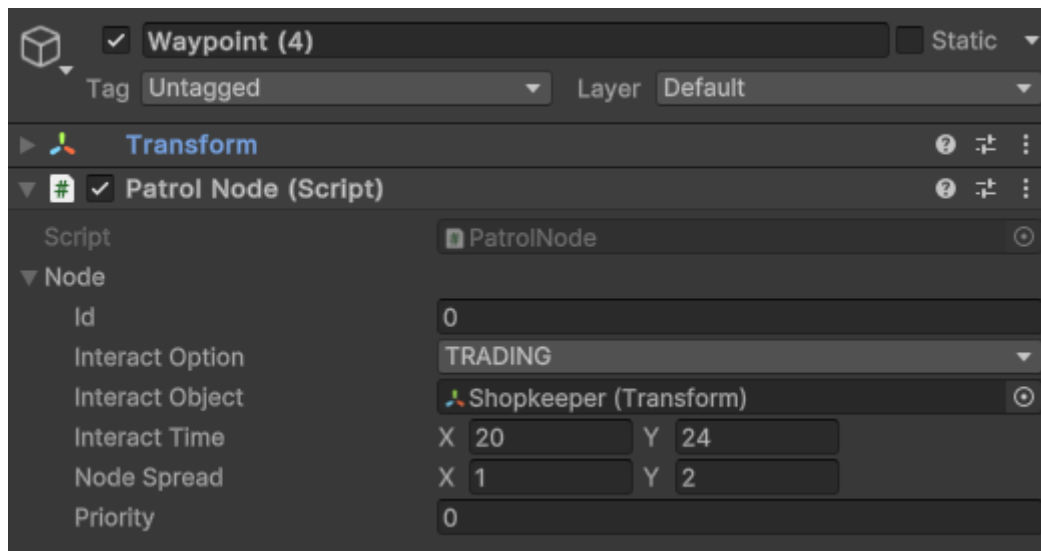 Waypoint (4) Static
Tag Untagged Layer Default
Transform
# Patrol Node (Script)
Script # PatrolNode
Node
Id 0
Interact Option TRADING
Interact Object Shopkeeper (Transform)
Interact Time X 20 Y 24
Node Spread X 1 Y 2
Priority 0